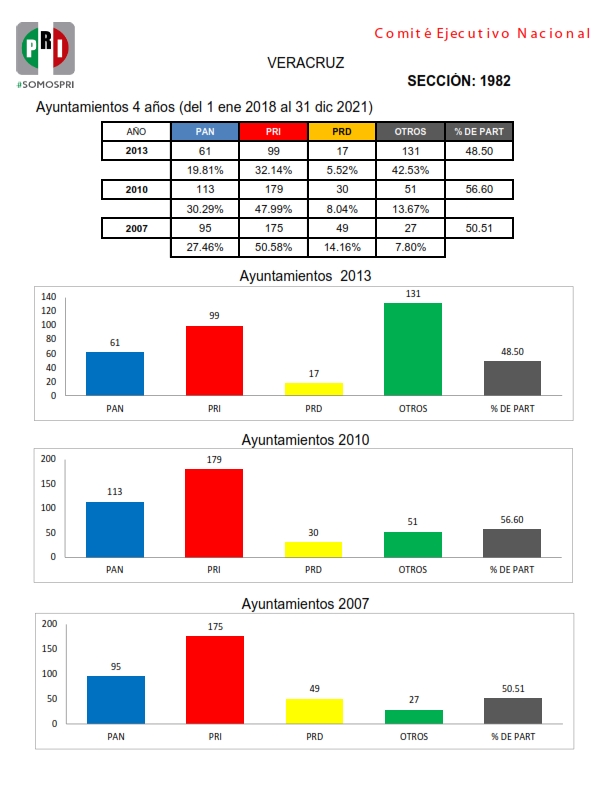 Comité Ejecutivo Nacional
PRI
#SOMOSPRI
VERACRUZ
SECCIÓN: 1982
Ayuntamientos 4 años (del 1 ene 2018 al 31 dic 2021)
AÑO PAN PRI PRD OTROS % DE PART
2013 61 99 17 131 48.50
19.81% 32.14% 5.52% 42.53%
2010 113 179 30 51 56.60
30.29% 47.99% 8.04% 13.67%
2007 95 175 49 27 50.51
27.46% 50.58% 14.16% 7.80%
Ayuntamientos 2013
140
120
100
80
60
40
20
0
61
99
17
131
48.50
PAN PRI PRD OTROS % DE PART
Ayuntamientos 2010
200
150
100
50
0
113
179
30
51
56.60
PAN PRI PRD OTROS % DE PART
Ayuntamientos 2007
200
150
100
50
0
95
175
49
27
50.51
PAN PRI PRD OTROS % DE PART